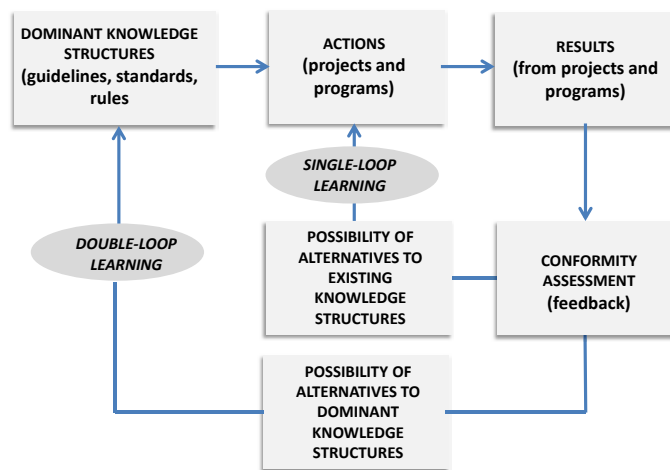 DOMINANT KNOWLEDGE
STRUCTURES
(guidelines, standards,
rules
ACTIONS
(projects and
programs)
RESULTS
(from projects and
programs)
SINGLE-LOOP
LEARNING
DOUBLE-LOOP
LEARNING
POSSIBILITY OF
ALTERNATIVES TO
EXISTING
KNOWLEDGE
STRUCTURES
CONFORMITY
ASSESSMENT
(feedback)
POSSIBILITY OF
ALTERNATIVES TO
DOMINANT
KNOWLEDGE
STRUCTURES